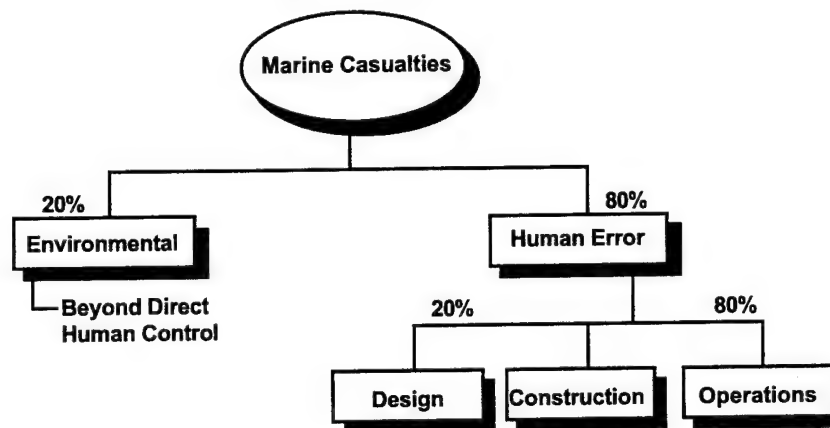 Marine Casualties
20%
80%
Environmental
Human Error
Beyond Direct
Human Control
20%
80%
Design
Construction
Operations